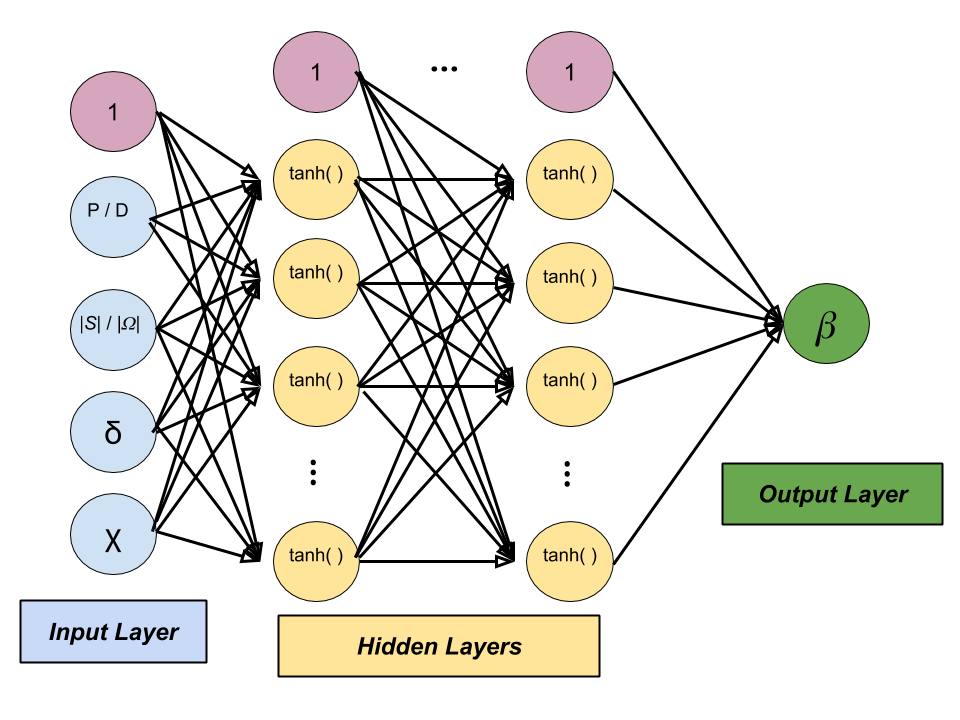 1
P / D
|S| / |Ω|
δ
χ
Input Layer
1
tanh( )
tanh( )
tanh( )
⋮
tanh( )
...
Hidden Layers
1
tanh( )
tanh( )
tanh( )
⋮
tanh( )
β
Output Layer